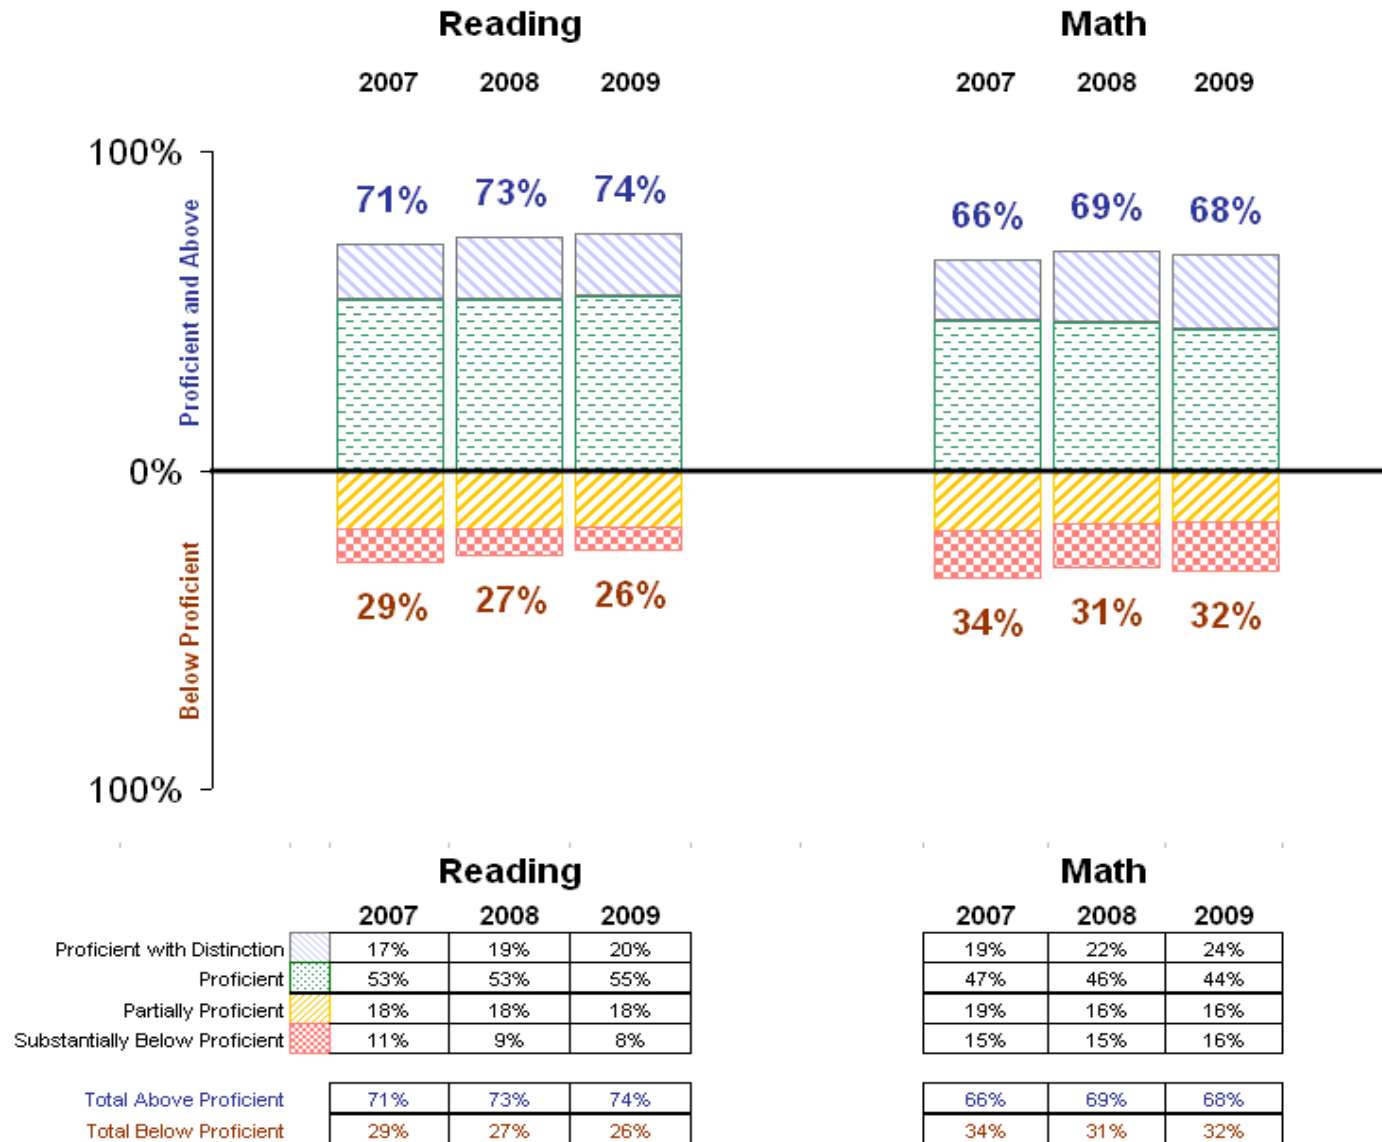 Reading Math
2007 2008 2009 2007 2008 2009
100%
71% 73% 74% 66% 69% 68%
Proficient and Above
0%
Below Proficient
29% 27% 26% 34% 31% 32%
100%
Reading Math
2007 2008 2009 2007 2008 2009
Proficient with Distinction 17% 19% 20% 19% 22% 24%
Proficient 53% 53% 55% 47% 46% 44%
Partially Proficient 18% 18% 18% 19% 16% 16%
Substantially Below Proficient 11% 9% 8% 15% 15% 16%
Total Above Proficient 71% 73% 74% 66% 69% 68%
Total Below Proficient 29% 27% 26% 34% 31% 32%